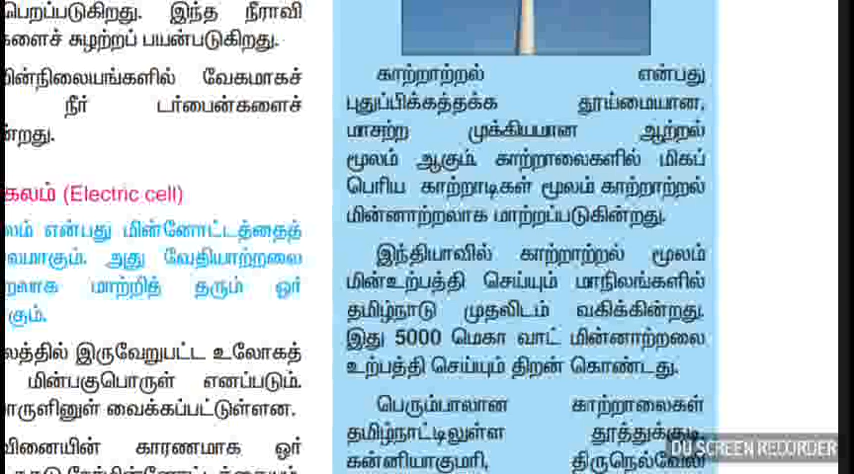 பெறப்படுகிறது. இந்த நீராவி
களைச் சுழற்றப் பயன்படுகிறது.
மின்நிலையங்களில் வேகமாகச்
நீர் டர்பைன்களைச்
ன்றது.
கலம் (Electric cell)
லம் என்பது மின்னோட்டத்தைத்
லமாகும். அது வேதியாற்றலை
றலாக மாற்றித் தரும் ஓர்
கும்.
லத்தில் இருவேறுபட்ட உலோகத்
மின்பகுபொருள் எனப்படும்.
ாருளினுள் வைக்கப்பட்டுள்ளன.
வினையின் காரணமாக ஓர்
காற்றாற்றல் என்பது
புதுப்பிக்கத்தக்க தூய்மையான,
மாசற்ற முக்கியமான ஆற்றல்
மூலம் ஆகும். காற்றாலைகளில் மிகப்
பெரிய காற்றாடிகள் மூலம் காற்றாற்றல்
மின்னாற்றலாக மாற்றப்படுகின்றது.
இந்தியாவில் காற்றாற்றல் மூலம்
மின்உற்பத்தி செய்யும் மாநிலங்களில்
தமிழ்நாடு முதலிடம் வகிக்கின்றது.
இது 5000 மெகா வாட் மின்னாற்றலை
உற்பத்தி செய்யும் திறன் கொண்டது.
பெரும்பாலான காற்றாலைகள்
தமிழ்நாட்டிலுள்ள தூத்துக்குடி,
கன்னியாகுமரி, திருநெல்வேலி
DU SCREEN RECORDER